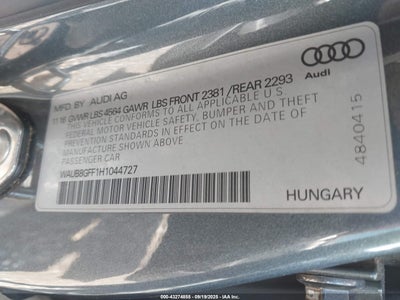 MFD. BY AUDI AG
11/16 GVWR LBS 4564 GAWR LBS FRONT 2381 / REAR 2293
THIS VEHICLE CONFORMS TO ALL APPLICABLE U S
FEDERAL MOTOR VEHICLE SAFETY, BUMPER AND THEFT
PREVENTION STANDARDS IN EFFECT ON THE DATE OF
MANUFACTURE SHOWN ABOVE.
PASSENGER CAR
WAUB8GFF1H1044727
Audi
4840415
HUNGARY
© 500-43274055 - (09/19/2025) - IAA Inc.